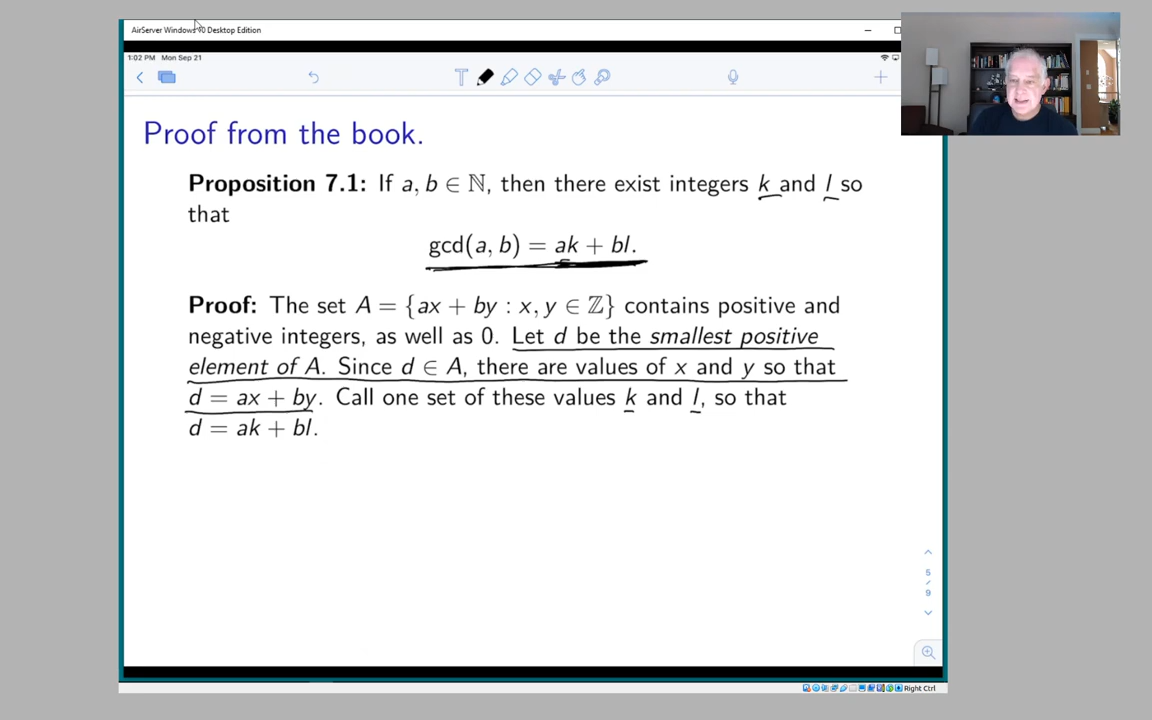 AirServer Windows 10 Desktop Edition
1:02 PM Mon Sep 21
Proof from the book.
Proposition 7.1: If a, b ∈ ℕ, then there exist integers k and l so
that
gcd(a, b) = ak + bl.
Proof: The set A = {ax + by : x, y ∈ ℤ} contains positive and
negative integers, as well as 0. Let d be the smallest positive
element of A. Since d ∈ A, there are values of x and y so that
d = ax + by. Call one set of these values k and l, so that
d = ak + bl.
5
/
9
Right Ctrl